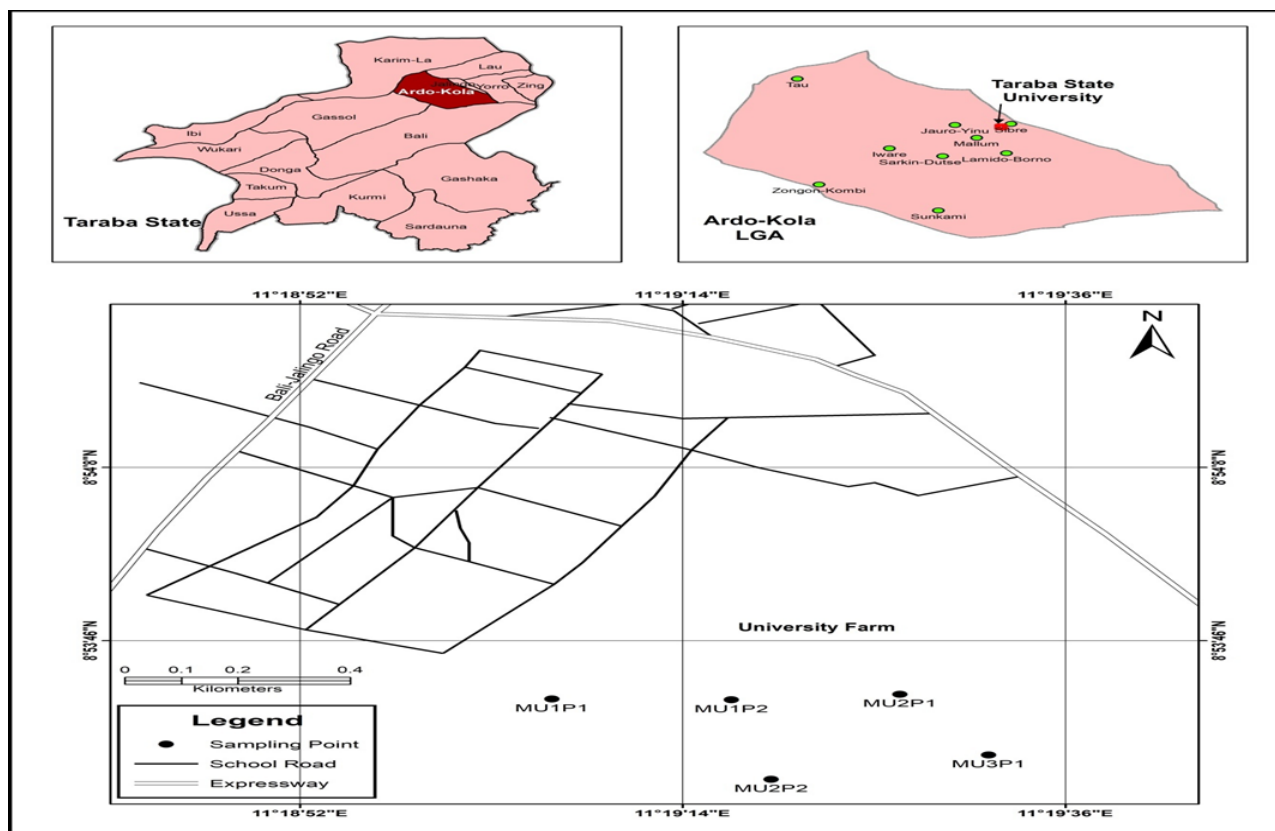 Karim-La
Lau
Yorro
Zing
Ardo-Kola
Gassol
Ibi
Bali
Wukari
Donga
Gashaka
Takum
Kurmi
Ussa
Sardauna
Taraba State
Tau
Taraba State
University
Jauro-Yinu
Sibre
Mallum
Iware
Sarkin-Dutse
Lamido-Borno
Zongon-Kombi
Sunkami
Ardo-Kola
LGA
11°18'52"E
11°19'14"E
11°19'36"E
N
Bali-Jalingo Road
8°54'8"N
8°54'8"N
University Farm
8°53'46"N
8°53'46"N
0 0.1 0.2 0.4
Kilometers
MU1P1
MU1P2
MU2P1
MU3P1
MU2P2
Legend
Sampling Point
School Road
Expressway
11°18'52"E
11°19'14"E
11°19'36"E